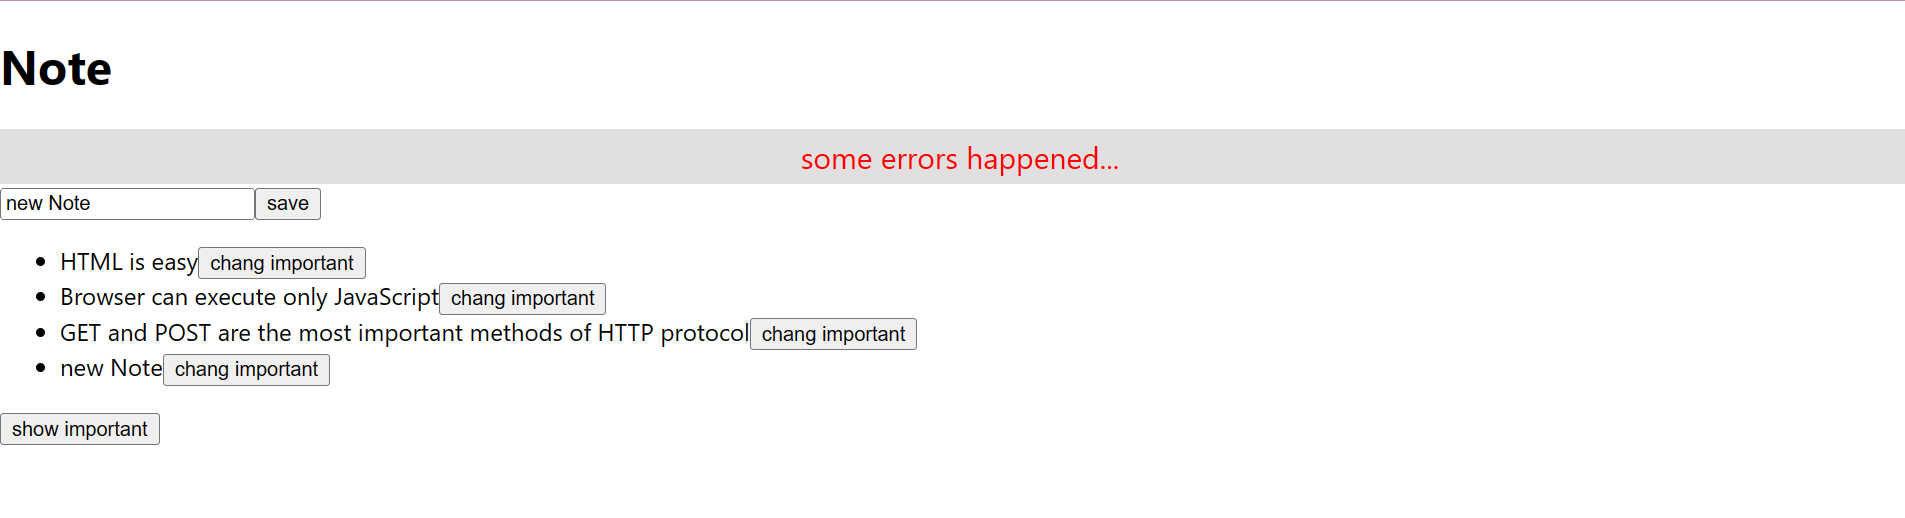 Note
some errors happened...
new Note save
HTML is easy chang important
Browser can execute only JavaScript chang important
GET and POST are the most important methods of HTTP protocol chang important
new Note chang important
show important